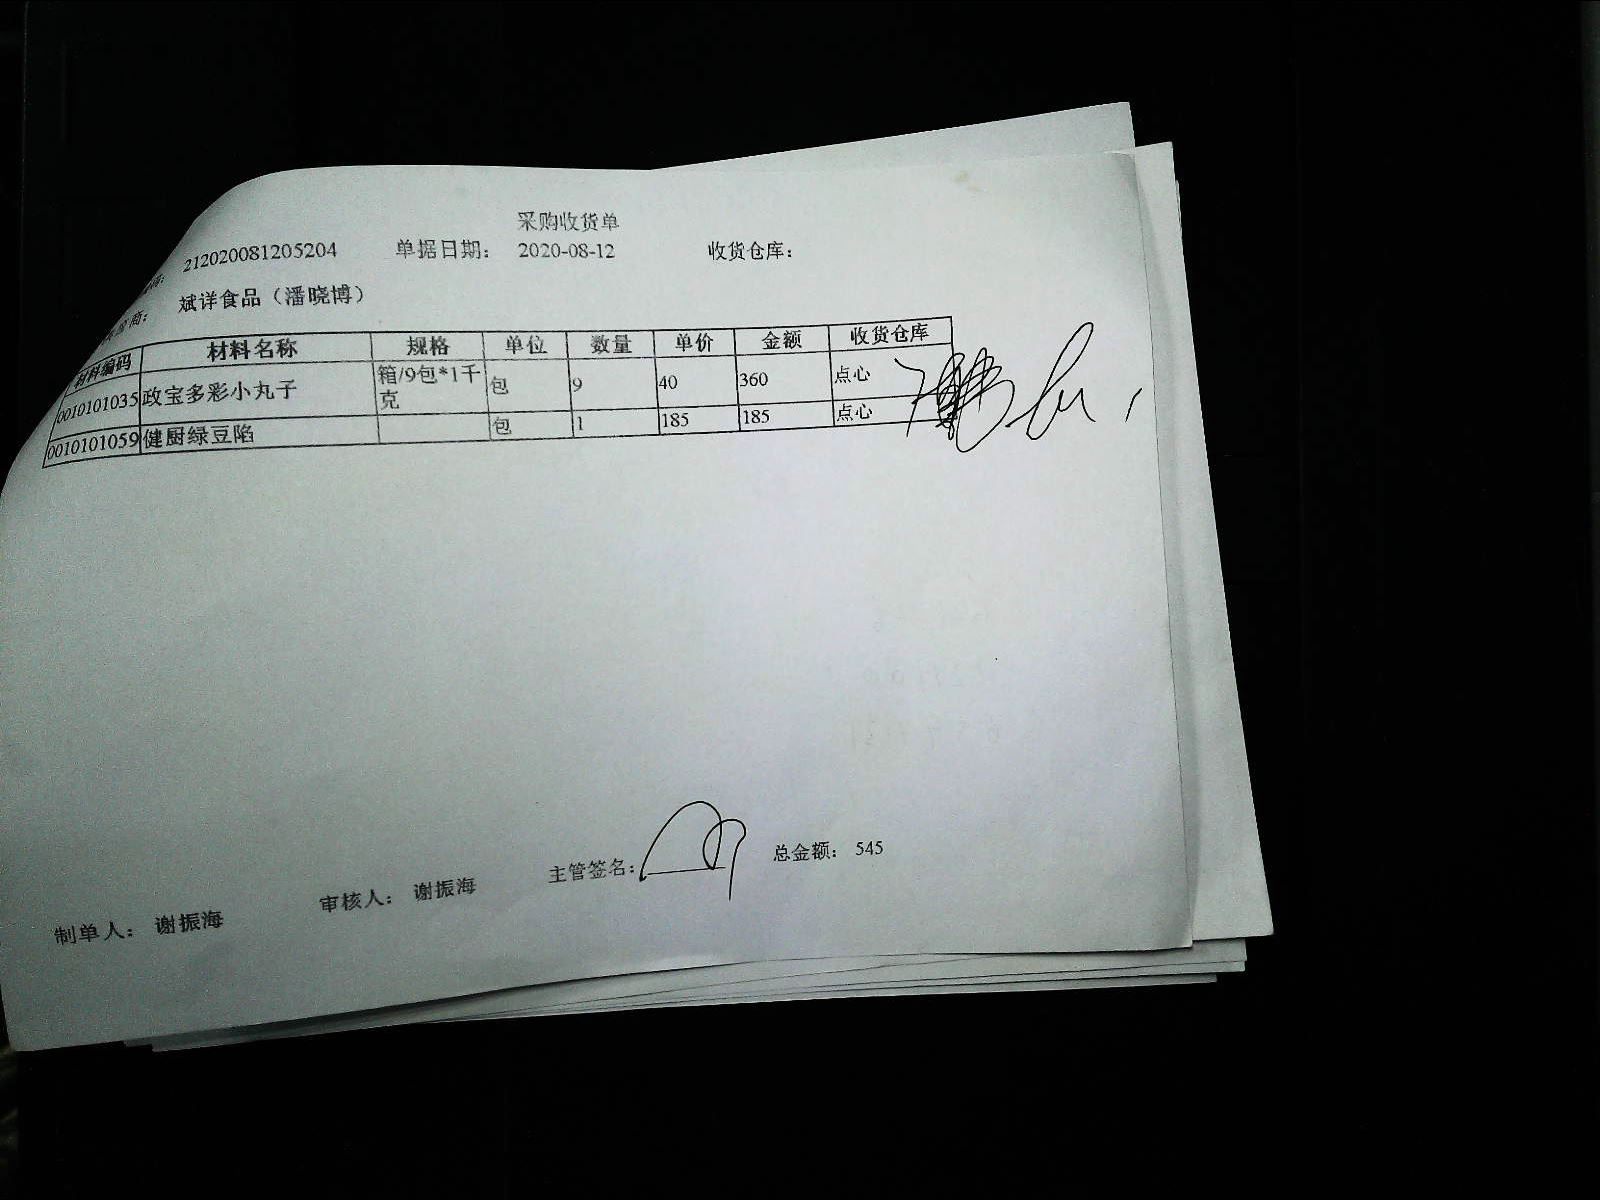 采购收货单
212020081205204 单据日期： 2020-08-12 收货仓库：
商： 斌洋食品（潘晓博）
材料编码 材料名称 规格 单位 数量 单价 金额 收货仓库
0010101035 政宝多彩小丸子 箱/9包*1千克 包 9 40 360 点心
0010101059 健厨绿豆陷 包 1 185 185 点心
制单人： 谢振海 审核人： 谢振海 主管签名： 总金额： 545